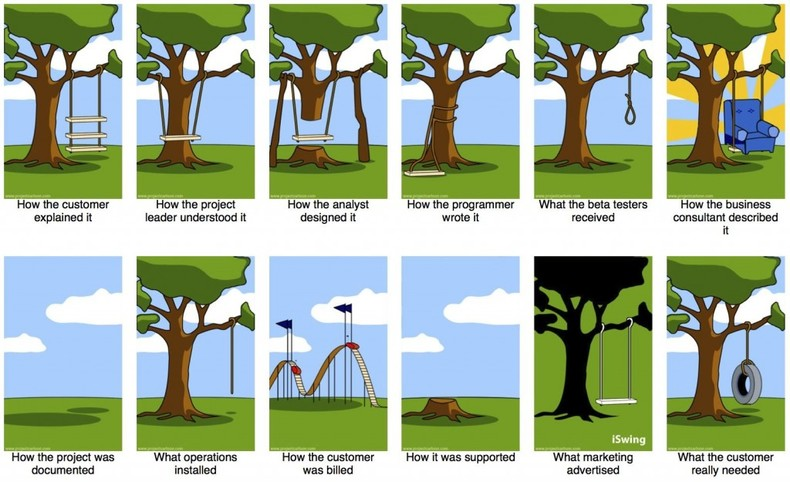 How the customer
explained it
How the project
leader understood it
How the analyst
designed it
How the programmer
wrote it
What the beta testers
received
How the business
consultant described
it
How the project was
documented
What operations
installed
How the customer
was billed
How it was supported
iSwing
What marketing
advertised
What the customer
really needed